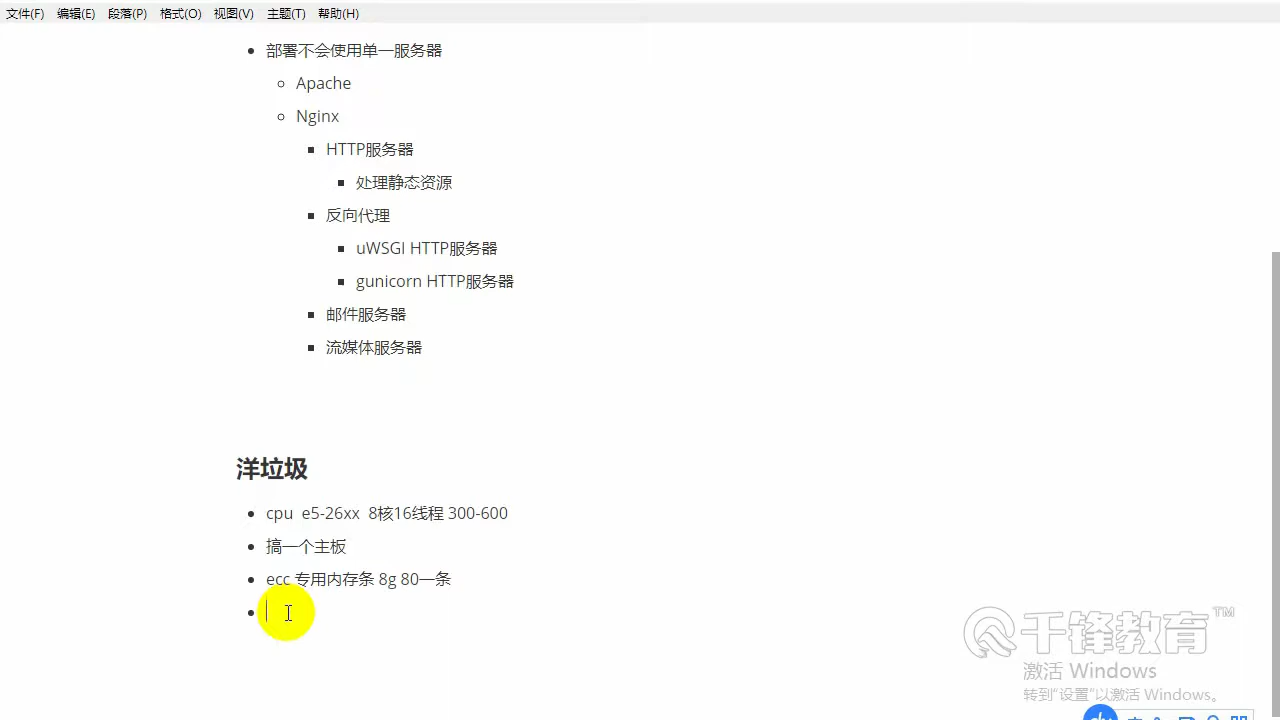 文件(F) 编辑(E) 段落(P) 格式(O) 视图(V) 主题(T) 帮助(H)
部署不会使用单一服务器
Apache
Nginx
HTTP服务器
处理静态资源
反向代理
uWSGI HTTP服务器
gunicorn HTTP服务器
邮件服务器
流媒体服务器
洋垃圾
cpu e5-26xx 8核16线程 300-600
搞一个主板
ecc 专用内存条 8g 80一条
千锋教育™
激活 Windows
转到“设置”以激活 Windows。